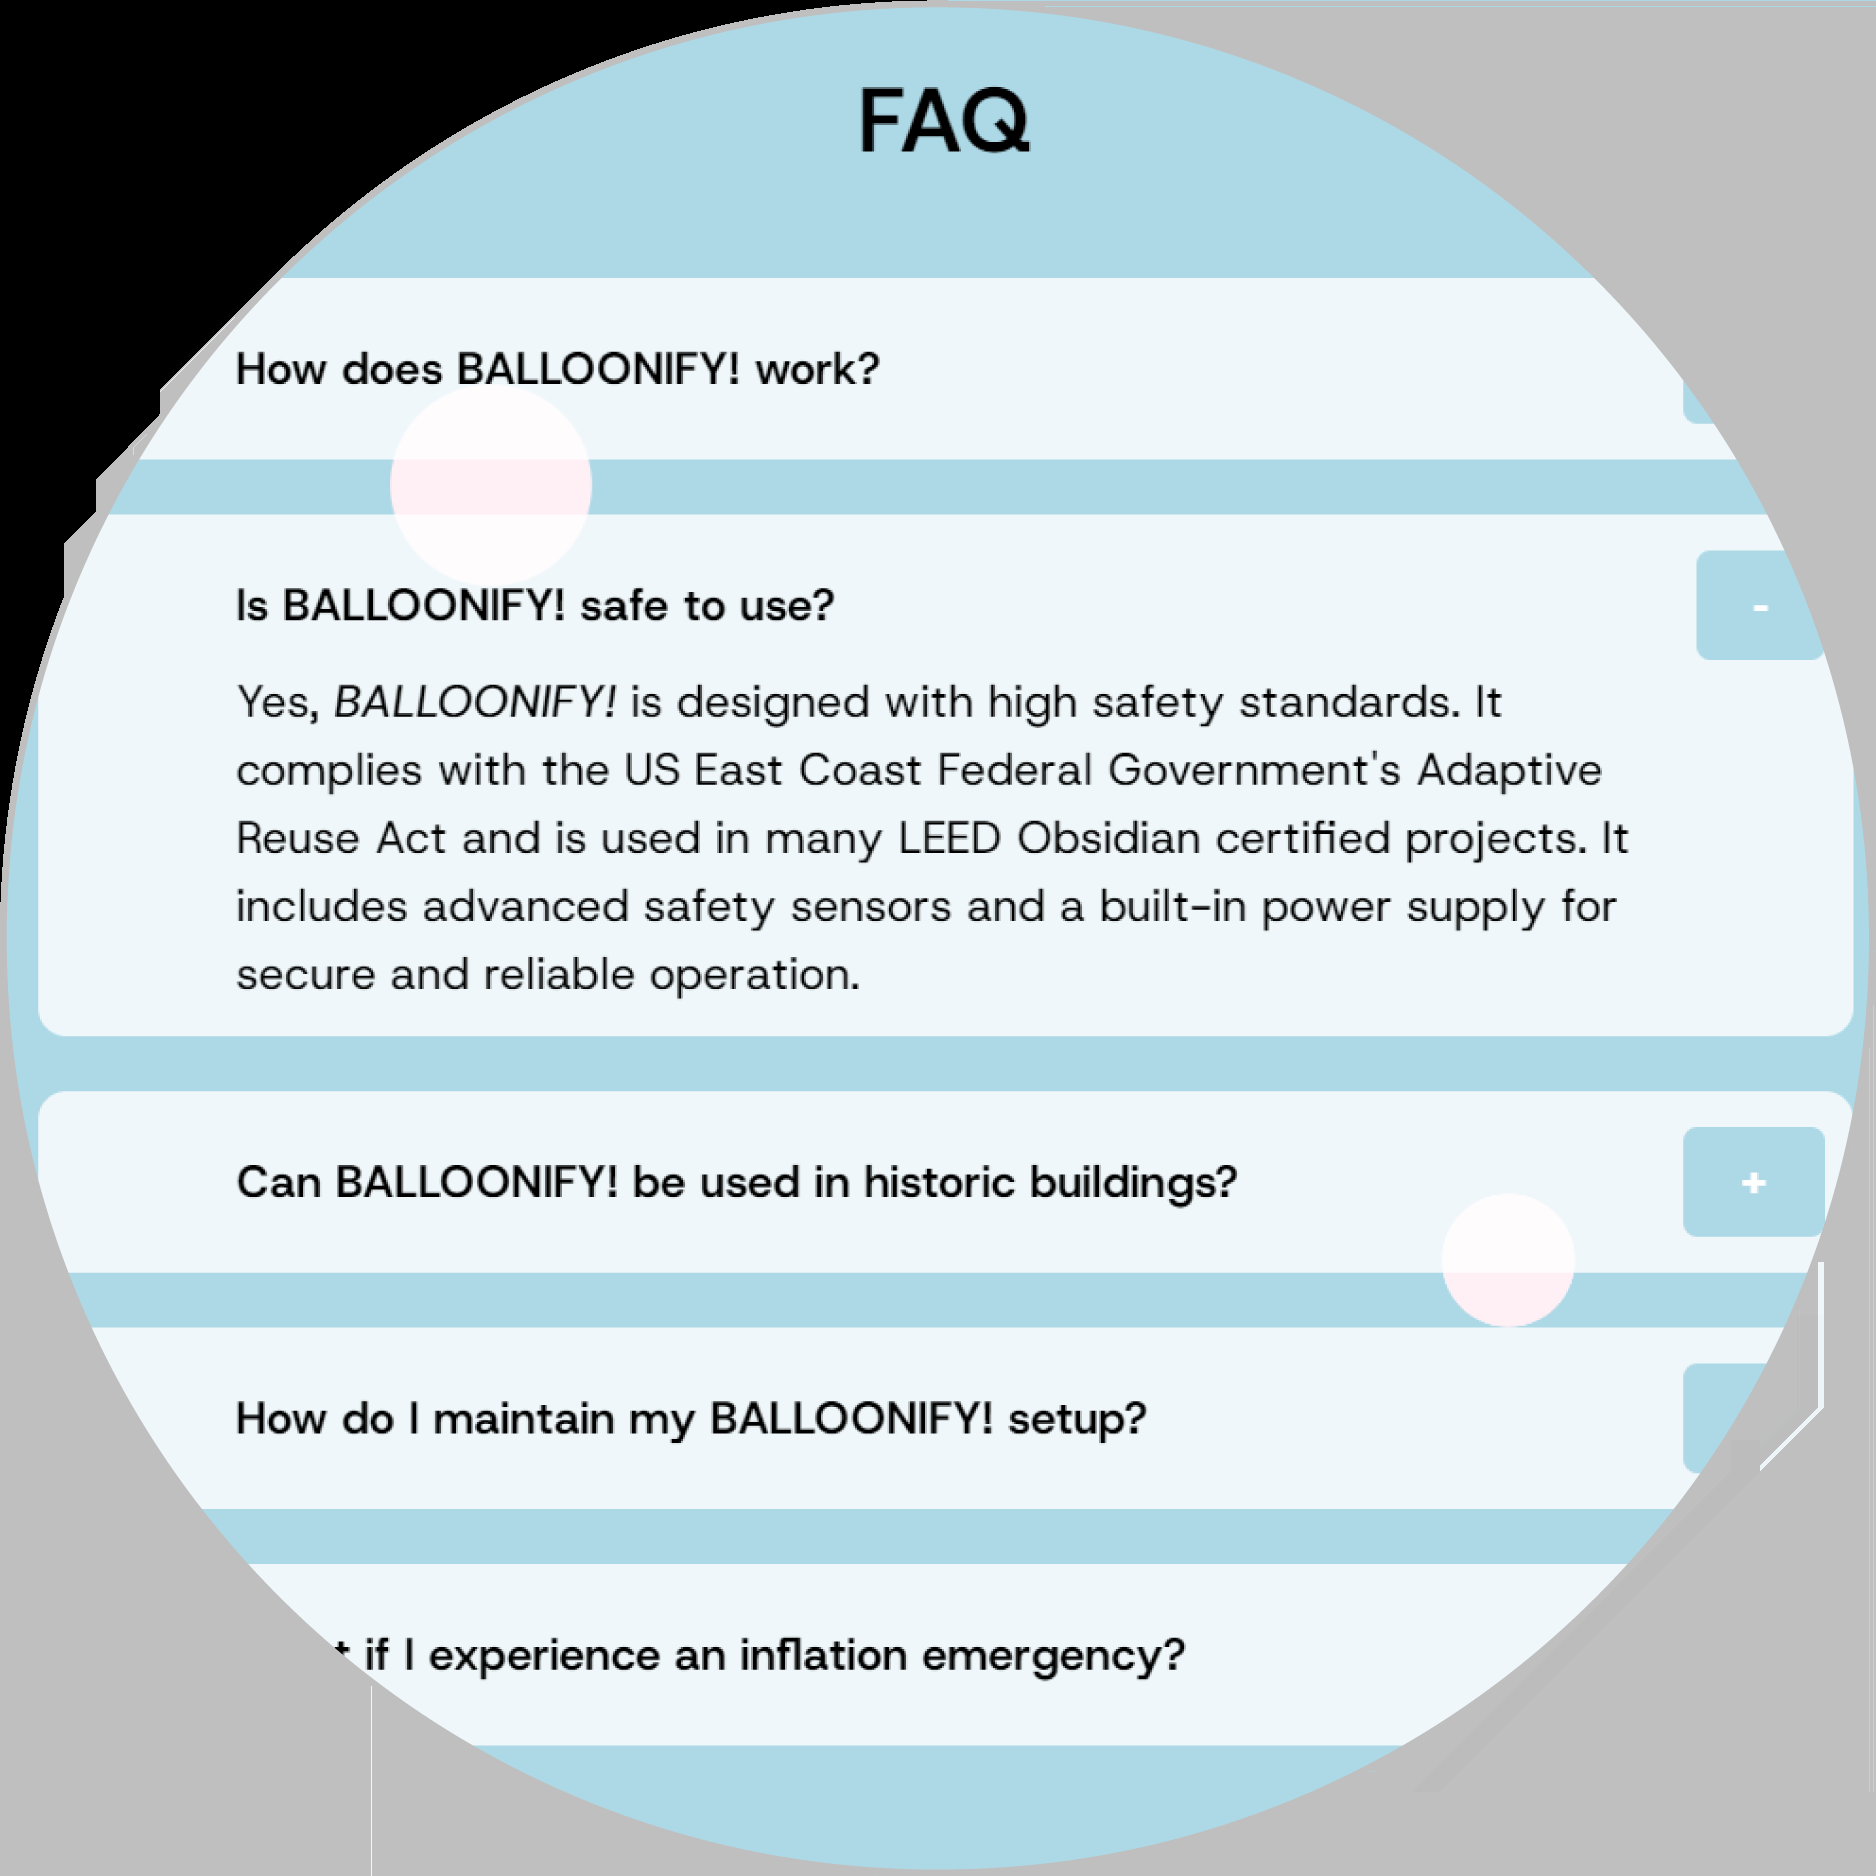 FAQ
How does BALLOONIFY! work?
Is BALLOONIFY! safe to use?
-
Yes, BALLOONIFY! is designed with high safety standards. It
complies with the US East Coast Federal Government's Adaptive
Reuse Act and is used in many LEED Obsidian certified projects. It
includes advanced safety sensors and a built-in power supply for
secure and reliable operation.
Can BALLOONIFY! be used in historic buildings?
+
How do I maintain my BALLOONIFY! setup?
if I experience an inflation emergency?